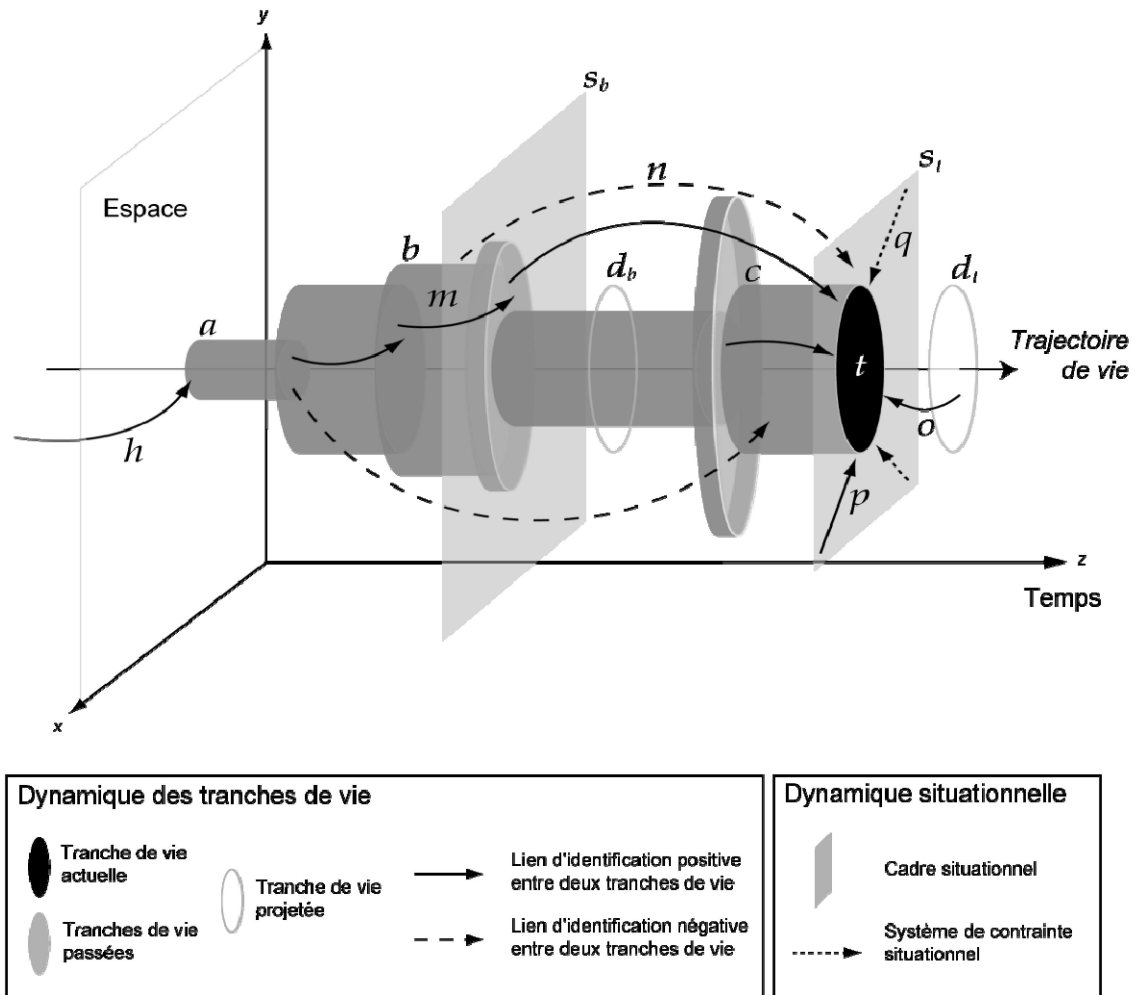 y
s_b
s_t
n
Espace
q
b
d_b
c
d_t
m
a
Trajectoire
de vie
t
h
o
p
z
Temps
x
Dynamique des tranches de vie
Tranche de vie
actuelle
Tranches de vie
passées
Tranche de vie
projetée
Lien d'identification positive
entre deux tranches de vie
Lien d'identification négative
entre deux tranches de vie
Dynamique situationnelle
Cadre situationnel
Système de contrainte
situationnel